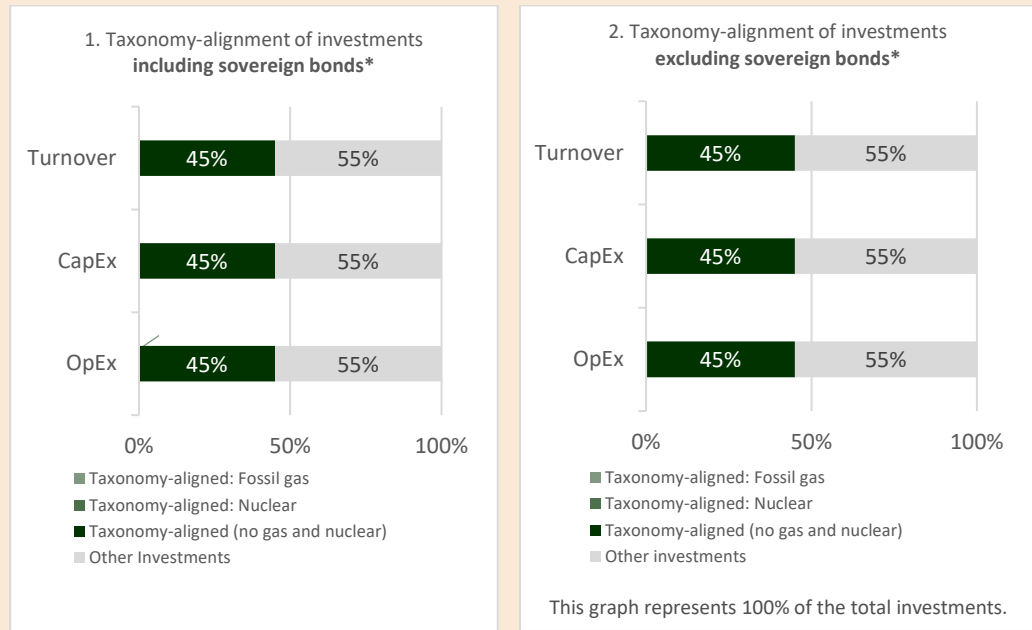 1. Taxonomy-alignment of investments
including sovereign bonds*
Turnover
45%
55%
CapEx
45%
55%
OpEx
45%
55%
0%
50%
100%
Taxonomy-aligned: Fossil gas
Taxonomy-aligned: Nuclear
Taxonomy-aligned (no gas and nuclear)
Other Investments
2. Taxonomy-alignment of investments
excluding sovereign bonds*
Turnover
45%
55%
CapEx
45%
55%
OpEx
45%
55%
0%
50%
100%
Taxonomy-aligned: Fossil gas
Taxonomy-aligned: Nuclear
Taxonomy-aligned (no gas and nuclear)
Other investments
This graph represents 100% of the total investments.